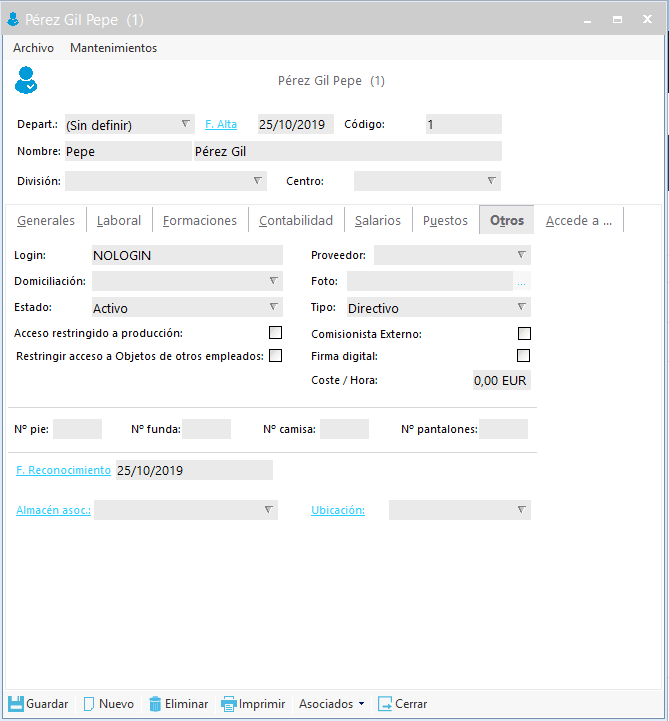 Pérez Gil Pepe (1)
Archivo Mantenimientos
Pérez Gil Pepe (1)
Depart.: (Sin definir) F. Alta 25/10/2019 Código: 1
Nombre: Pepe Pérez Gil
División: Centro:
Generales Laboral Formaciones Contabilidad Salarios Puestos Otros Accede a ...
Login: NOLOGIN Proveedor:
Domiciliación: Foto: ...
Estado: Activo Tipo: Directivo
Acceso restringido a producción: Comisionista Externo:
Restringir acceso a Objetos de otros empleados: Firma digital:
Coste / Hora: 0,00 EUR
Nº pie: Nº funda: Nº camisa: Nº pantalones:
F. Reconocimiento 25/10/2019
Almacén asoc.: Ubicación:
Guardar Nuevo Eliminar Imprimir Asociados Cerrar